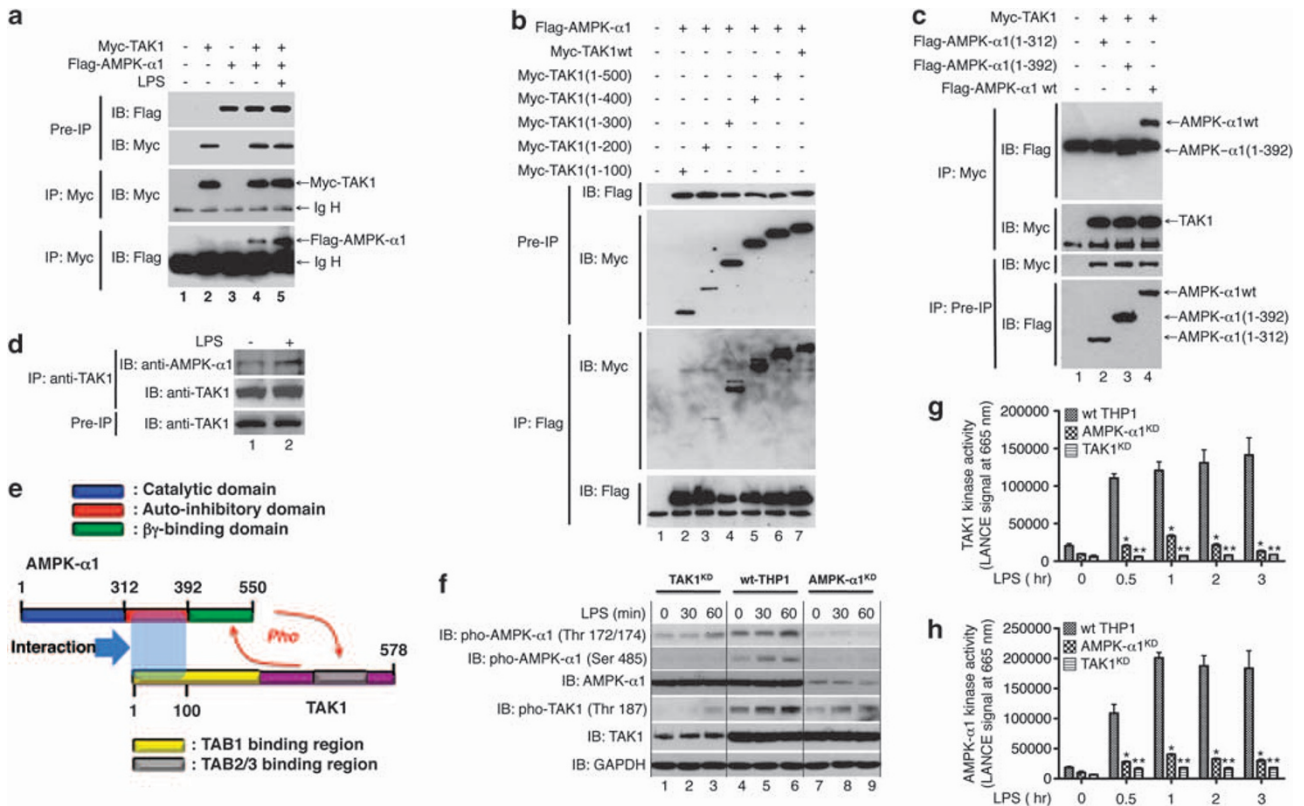 a
Myc-TAK1 - + - + +
Flag-AMPK-α1 - - + + +
LPS - - - - +
Pre-IP
IB: Flag
IB: Myc
IP: Myc
IB: Myc
Myc-TAK1
Ig H
IP: Myc
IB: Flag
Flag-AMPK-α1
Ig H
1 2 3 4 5
b
Flag-AMPK-α1 - + + + + + +
Myc-TAK1wt - - - - - - +
Myc-TAK1(1-500) - - - - - + -
Myc-TAK1(1-400) - - - - + - -
Myc-TAK1(1-300) - - - + - - -
Myc-TAK1(1-200) - - + - - - -
Myc-TAK1(1-100) - + - - - - -
Pre-IP
IB: Flag
IB: Myc
IP: Flag
IB: Myc
IB: Flag
1 2 3 4 5 6 7
c
Myc-TAK1 - + + +
Flag-AMPK-α1(1-312) - + - -
Flag-AMPK-α1(1-392) - - + -
Flag-AMPK-α1 wt - - - +
IP: Myc
IB: Flag
←AMPK-α1wt
←AMPK-α1(1-392)
IB: Myc
←TAK1
IP: Pre-IP
IB: Myc
IB: Flag
←AMPK-α1wt
←AMPK-α1(1-392)
←AMPK-α1(1-312)
1 2 3 4
d
LPS - +
IP: anti-TAK1
IB: anti-AMPK-α1
IB: anti-TAK1
Pre-IP
IB: anti-TAK1
1 2
e
: Catalytic domain
: Auto-inhibitory domain
: βγ-binding domain
AMPK-α1
1 312 392 550
Interaction
Pho
578
1 100 TAK1
: TAB1 binding region
: TAB2/3 binding region
f
TAK1KD wt-THP1 AMPK-α1KD
LPS (min) 0 30 60 0 30 60 0 30 60
IB: pho-AMPK-α1 (Thr 172/174)
IB: pho-AMPK-α1 (Ser 485)
IB: AMPK-α1
IB: pho-TAK1 (Thr 187)
IB: TAK1
IB: GAPDH
1 2 3 4 5 6 7 8 9
g
TAK1 kinase activity
(LANCE signal at 665 nm)
200000
150000
100000
50000
0
wt THP1
AMPK-α1KD
TAK1KD
* ** * ** * ** * **
LPS ( hr) 0 0.5 1 2 3
h
AMPK-α1 kinase activity
(LANCE signal at 665 nm)
250000
200000
150000
100000
50000
0
wt THP1
AMPK-α1KD
TAK1KD
* ** * ** * ** * **
LPS ( hr) 0 0.5 1 2 3